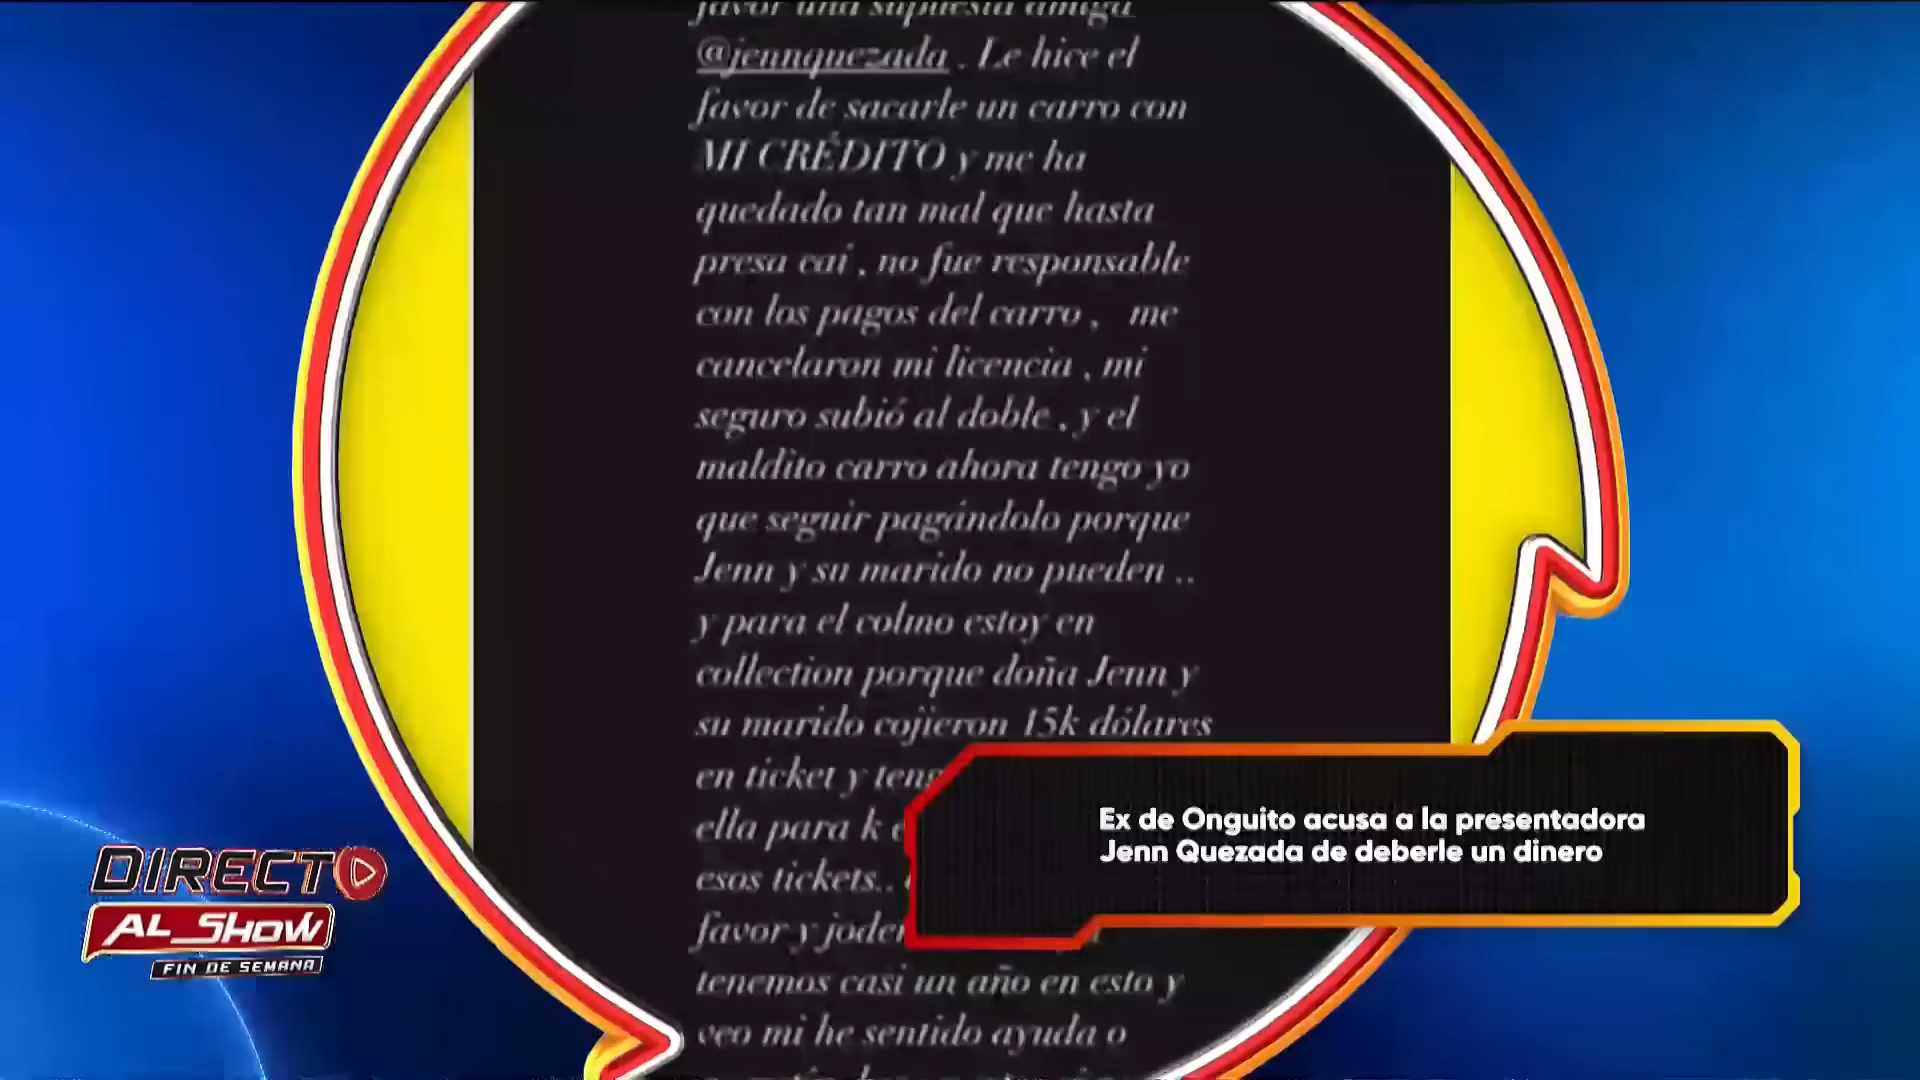 favor una supuesta amiga
@jennquezada . Le hice el
favor de sacarle un carro con
MI CRÉDITO y me ha
quedado tan mal que hasta
presa caí , no fue responsable
con los pagos del carro , me
cancelaron mi licencia , mi
seguro subió al doble , y el
maldito carro ahora tengo yo
que seguir pagándolo porque
Jenn y su marido no pueden ..
y para el colmo estoy en
collection porque doña Jenn y
su marido cojieron 15k dólares
en ticket y
ella para k
esos tickets..
favor y
tenemos casi un año en esto y
veo mi he sentido ayuda o
Ex de Onguito acusa a la presentadora
Jenn Quezada de deberle un dinero
DIRECTO
AL SHOW
FIN DE SEMANA